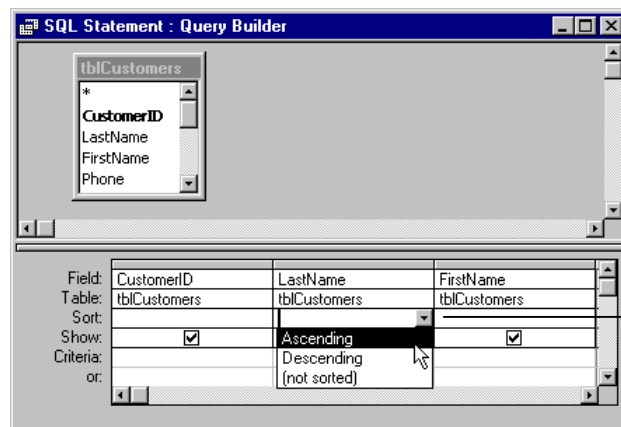 SQL Statement : Query Builder
tblCustomers
*
CustomerID
LastName
FirstName
Phone
Field: CustomerID LastName FirstName
Table: tblCustomers tblCustomers tblCustomers
Sort:
Show: Ascending
Criteria: Descending
or: (not sorted)